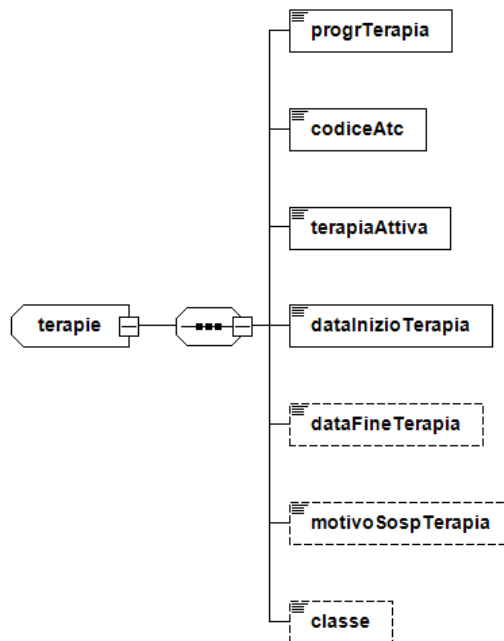 progrTerapia
codiceAtc
terapiaAttiva
terapie
dataInizioTerapia
dataFineTerapia
motivoSospTerapia
classe